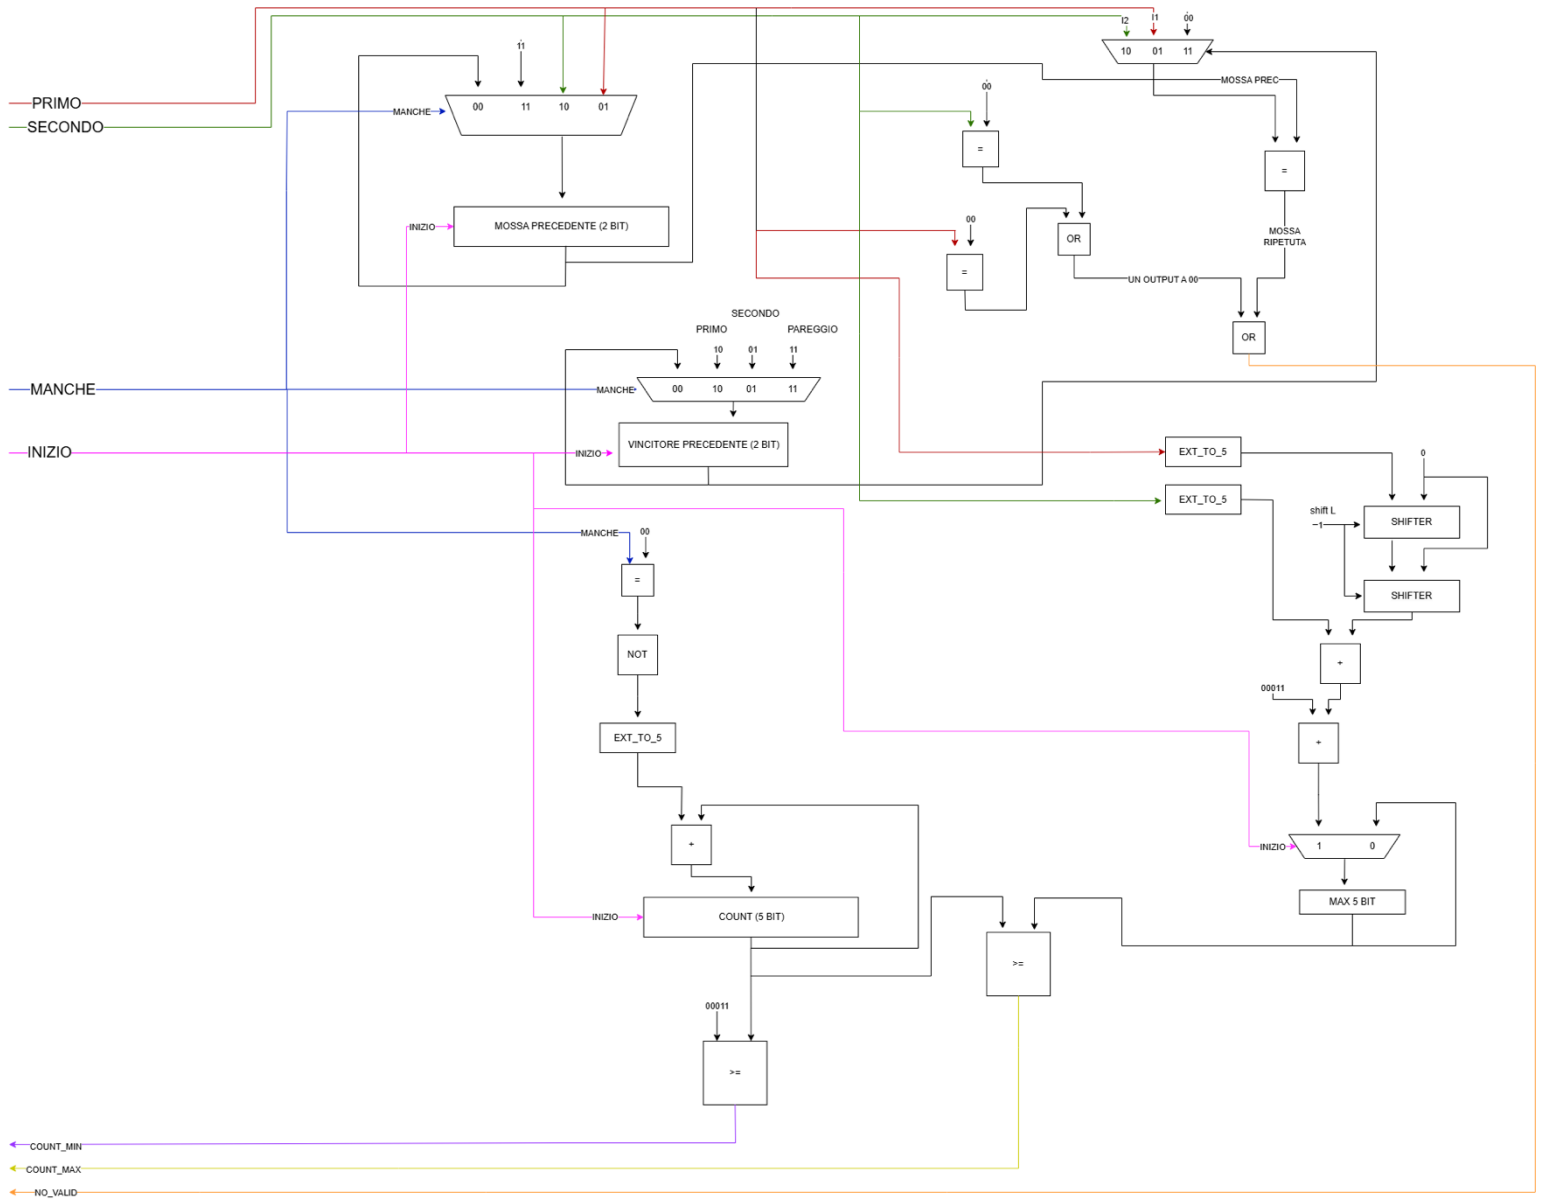 I2
I1
00
11
00
11
10
01
10
01
11
MOSSA PREC
00
PRIMO
MANCHE
SECONDO
=
=
INIZIO
MOSSA PRECEDENTE (2 BIT)
00
OR
MOSSA
RIPETUTA
=
UN OUTPUT A 00
SECONDO
PRIMO
PAREGGIO
OR
10
01
11
MANCHE
MANCHE
00
10
01
11
VINCITORE PRECEDENTE (2 BIT)
INIZIO
INIZIO
EXT_TO_5
0
EXT_TO_5
shift L
1
SHIFTER
MANCHE
00
=
SHIFTER
NOT
+
00011
EXT_TO_5
+
+
INIZIO
1
0
MAX 5 BIT
INIZIO
COUNT (5 BIT)
>=
00011
>=
COUNT_MIN
COUNT_MAX
NO_VALID